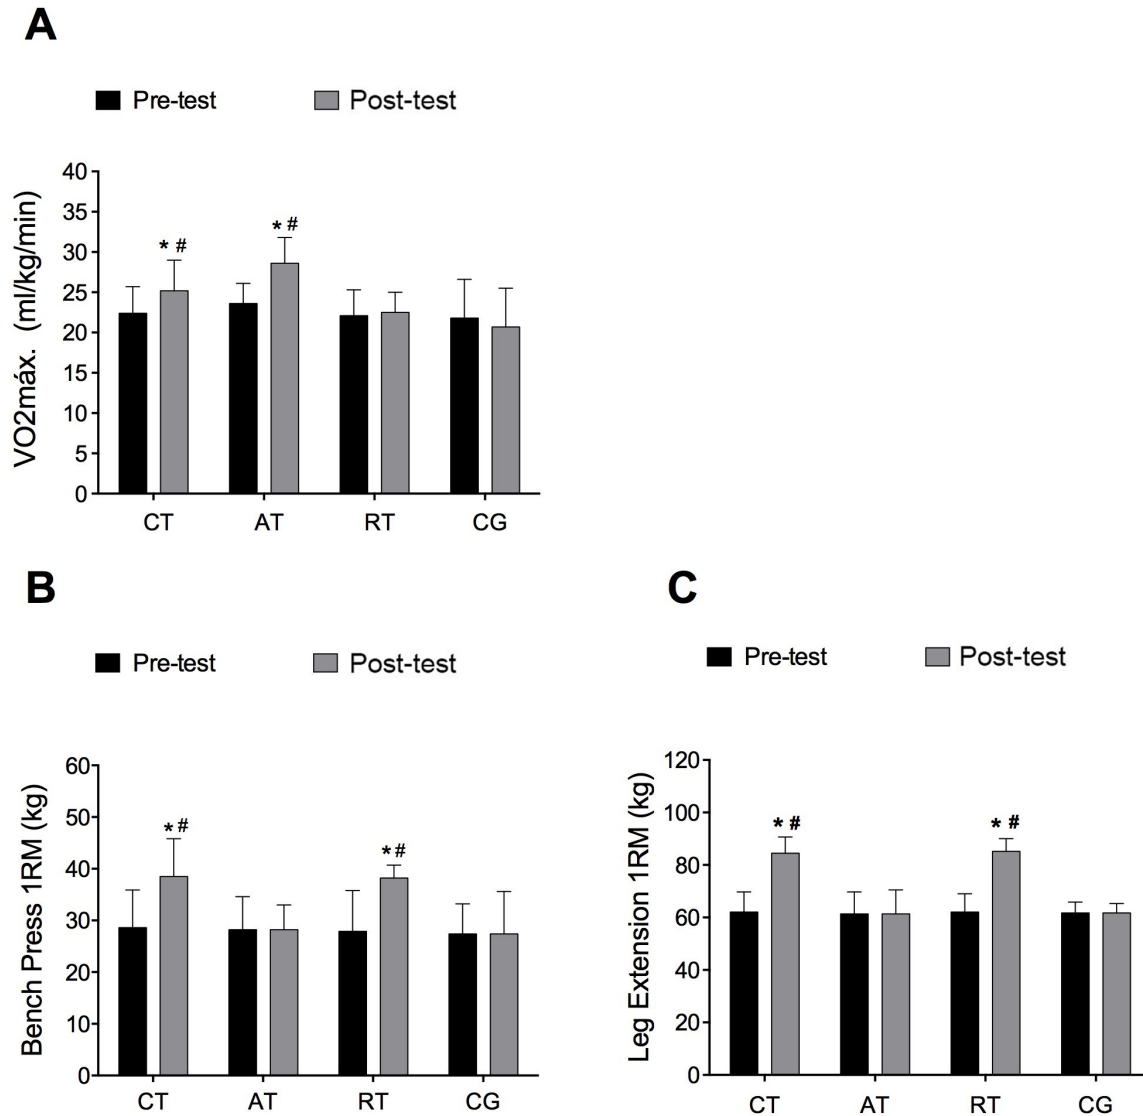 A
Pre-test Post-test
VO2máx. (ml/kg/min)
40
35
30
25
20
15
10
5
0
* #
* #
CT AT RT CG
B
Pre-test Post-test
Bench Press 1RM (kg)
60
50
40
30
20
10
0
* #
* #
CT AT RT CG
C
Pre-test Post-test
Leg Extension 1RM (kg)
120
100
80
60
40
20
0
* #
* #
CT AT RT CG